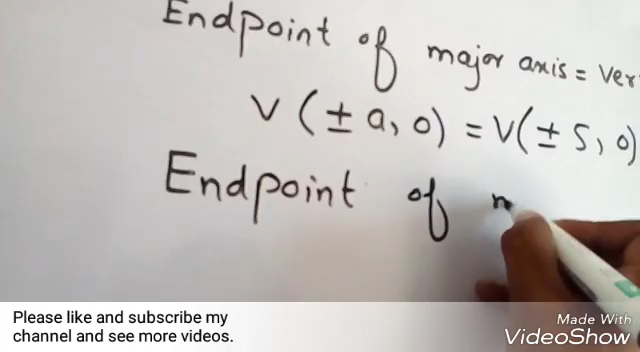 Endpoint of major axis = Ver
V (± a, 0) = V(± 5, 0)
Endpoint of
Please like and subscribe my
channel and see more videos.
Made With
VideoShow